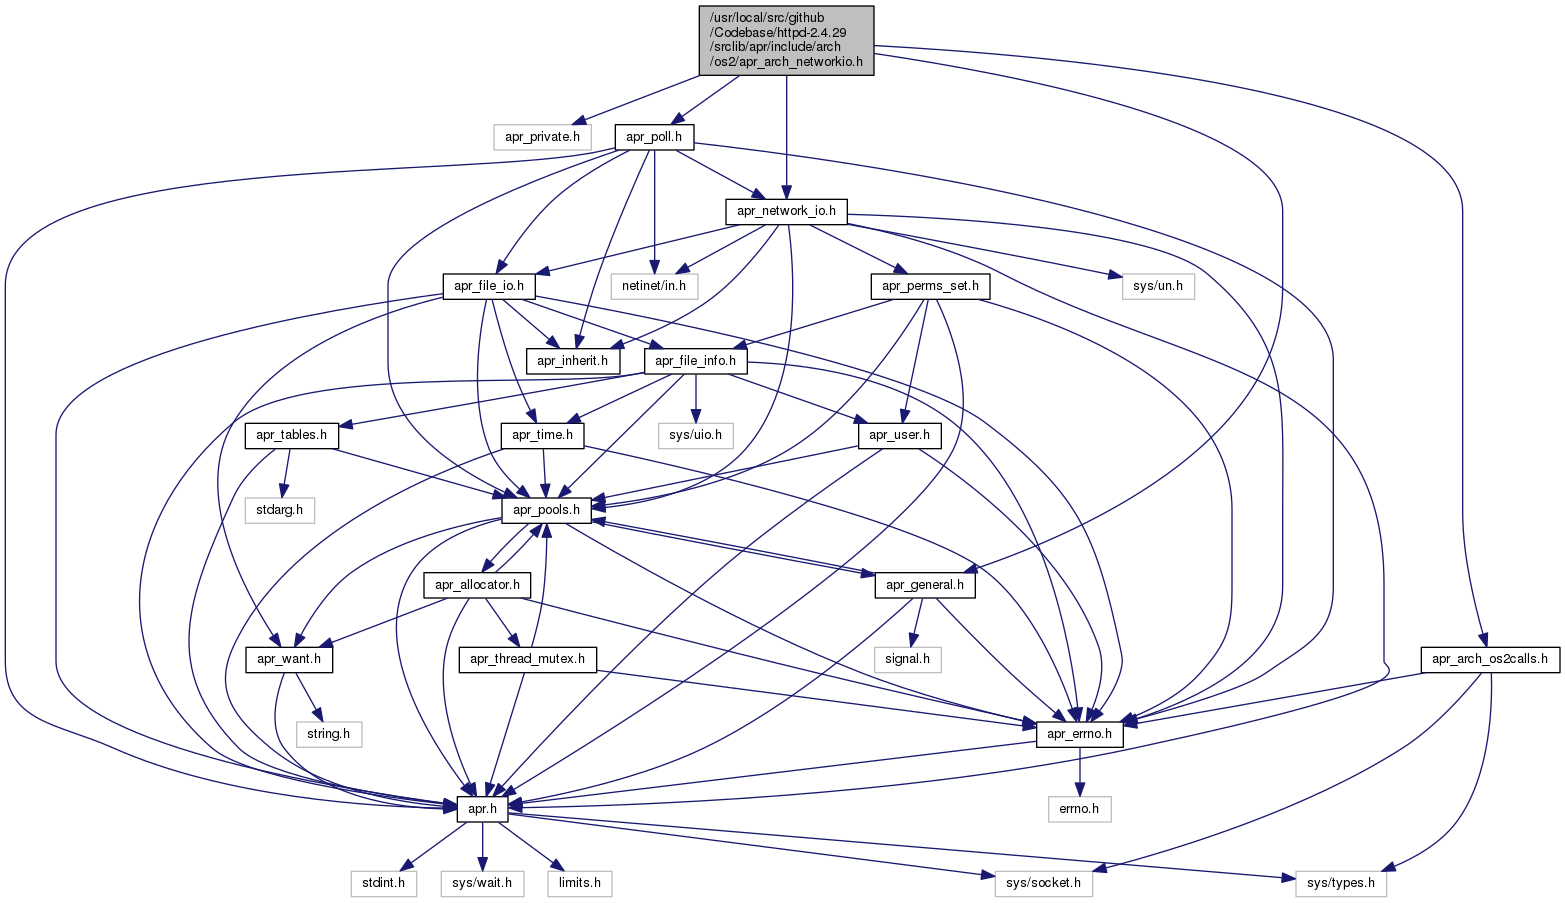 /usr/local/src/github
/Codebase/httpd-2.4.29
/srclib/apr/include/arch
/os2/apr_arch_networkio.h
apr_private.h
apr_poll.h
apr_network_io.h
apr_file_io.h
netinet/in.h
apr_perms_set.h
sys/un.h
apr_inherit.h
apr_file_info.h
apr_tables.h
apr_time.h
sys/uio.h
apr_user.h
stdarg.h
apr_pools.h
apr_allocator.h
apr_general.h
apr_want.h
apr_thread_mutex.h
signal.h
apr_arch_os2calls.h
string.h
apr_errno.h
apr.h
errno.h
stdint.h
sys/wait.h
limits.h
sys/socket.h
sys/types.h